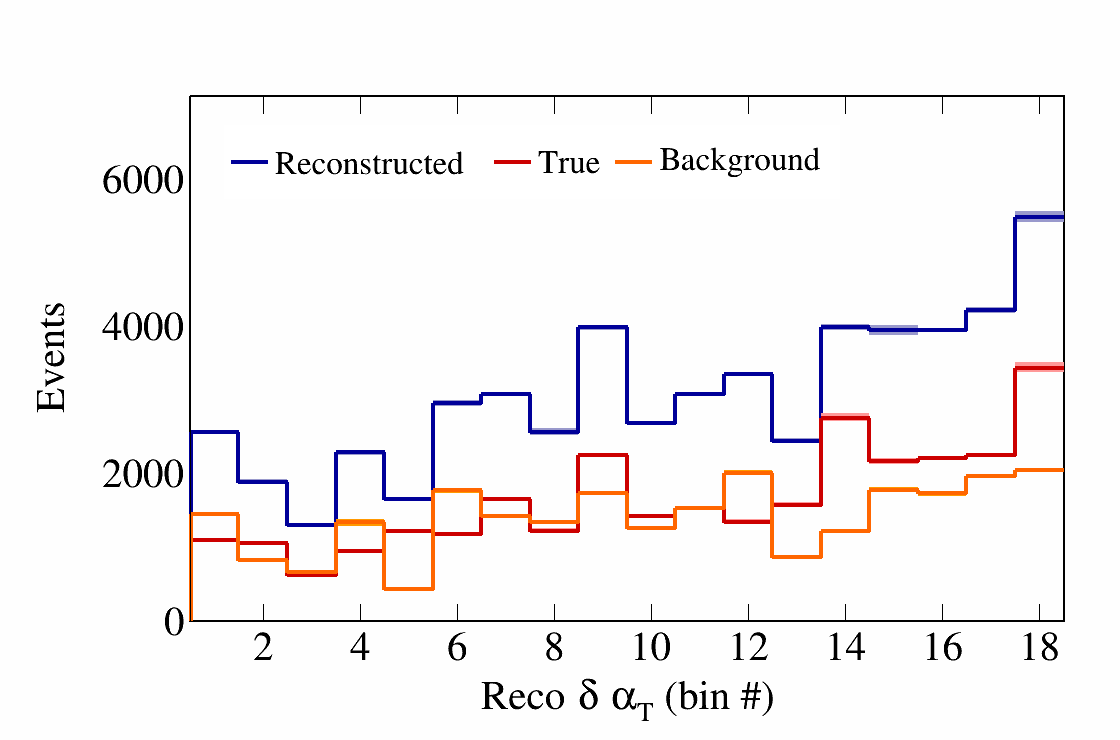 Reconstructed True Background
6000
4000
2000
0
Events
2 4 6 8 10 12 14 16 18
Reco δ αT (bin #)